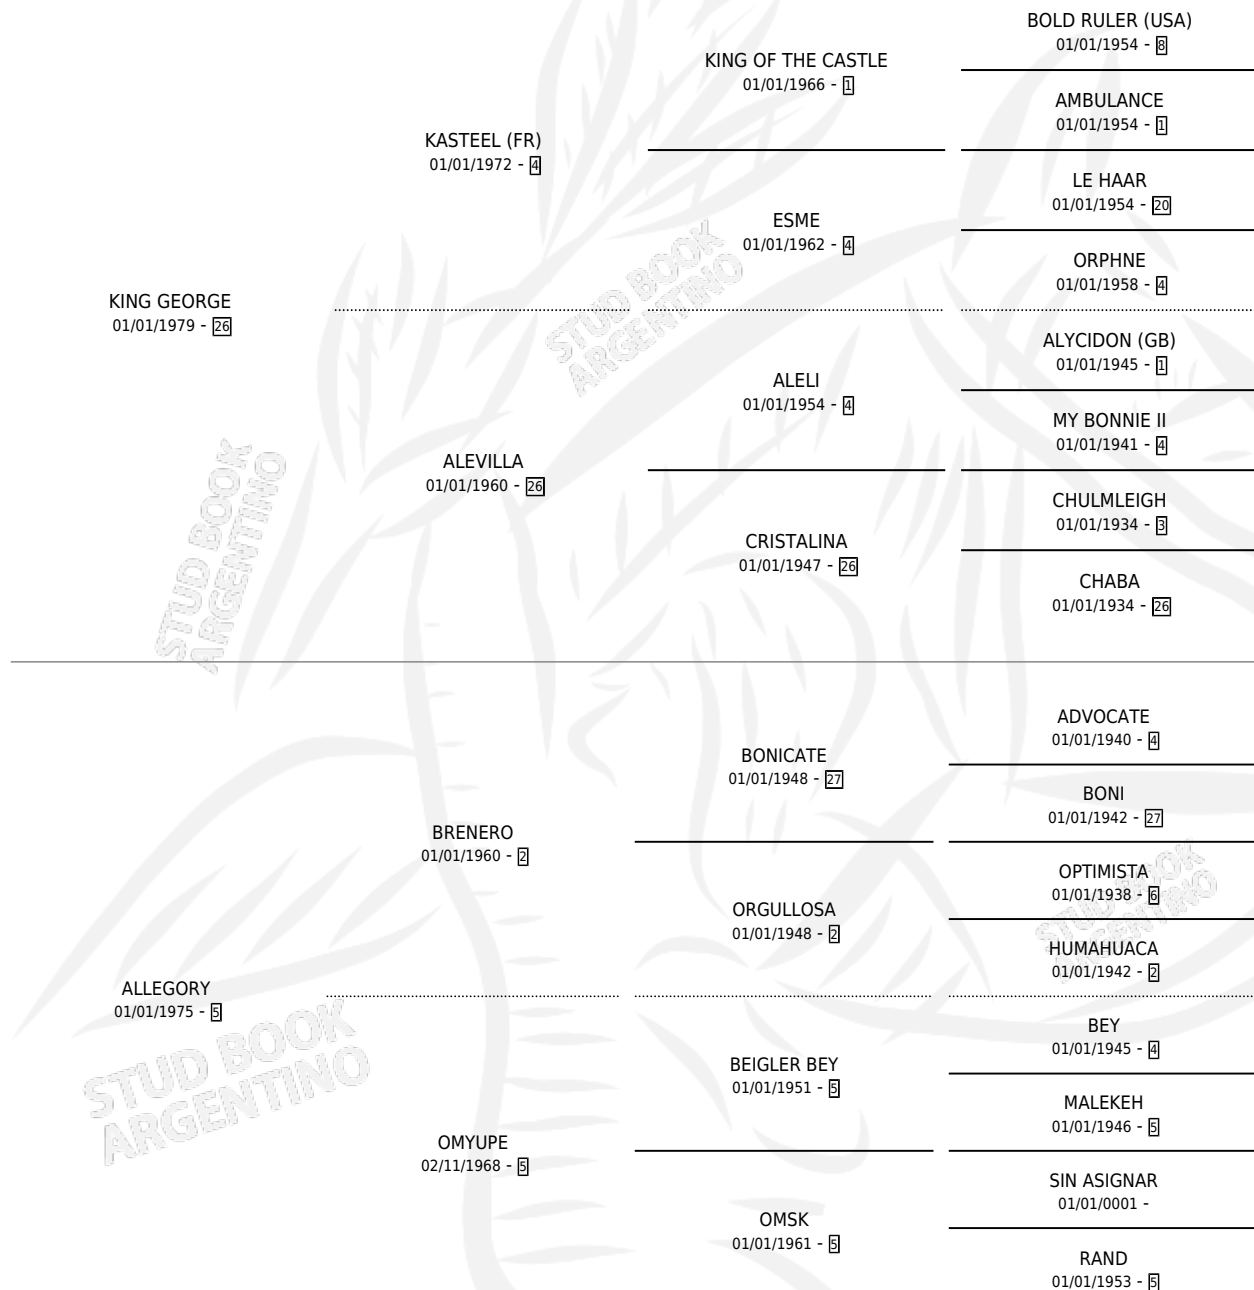 BOLD RULER (USA)
01/01/1954 - 8
KING OF THE CASTLE
01/01/1966 - 1
AMBULANCE
01/01/1954 - 1
KASTEEL (FR)
01/01/1972 - 4
LE HAAR
01/01/1954 - 20
ESME
01/01/1962 - 4
ORPHNE
01/01/1958 - 4
KING GEORGE
01/01/1979 - 26
ALYCIDON (GB)
01/01/1945 - 1
ALELI
01/01/1954 - 4
MY BONNIE II
01/01/1941 - 4
ALEVILLA
01/01/1960 - 26
CHULMLEIGH
01/01/1934 - 3
CRISTALINA
01/01/1947 - 26
CHABA
01/01/1934 - 26
ADVOCATE
01/01/1940 - 4
BONICATE
01/01/1948 - 27
BONI
01/01/1942 - 27
BRENERO
01/01/1960 - 2
OPTIMISTA
01/01/1938 - 6
ORGULLOSA
01/01/1948 - 2
HUMAHUACA
01/01/1942 - 2
ALLEGORY
01/01/1975 - 5
BEY
01/01/1945 - 4
BEIGLER BEY
01/01/1951 - 5
MALEKEH
01/01/1946 - 5
OMYUPE
02/11/1968 - 5
SIN ASIGNAR
01/01/0001 -
OMSK
01/01/1961 - 5
RAND
01/01/1953 - 5
STUD BOOK
ARGENTINO
STUD BOOK
ARGENTINO
STUD BOOK
ARGENTINO
STUD BOOK
ARGENTINO